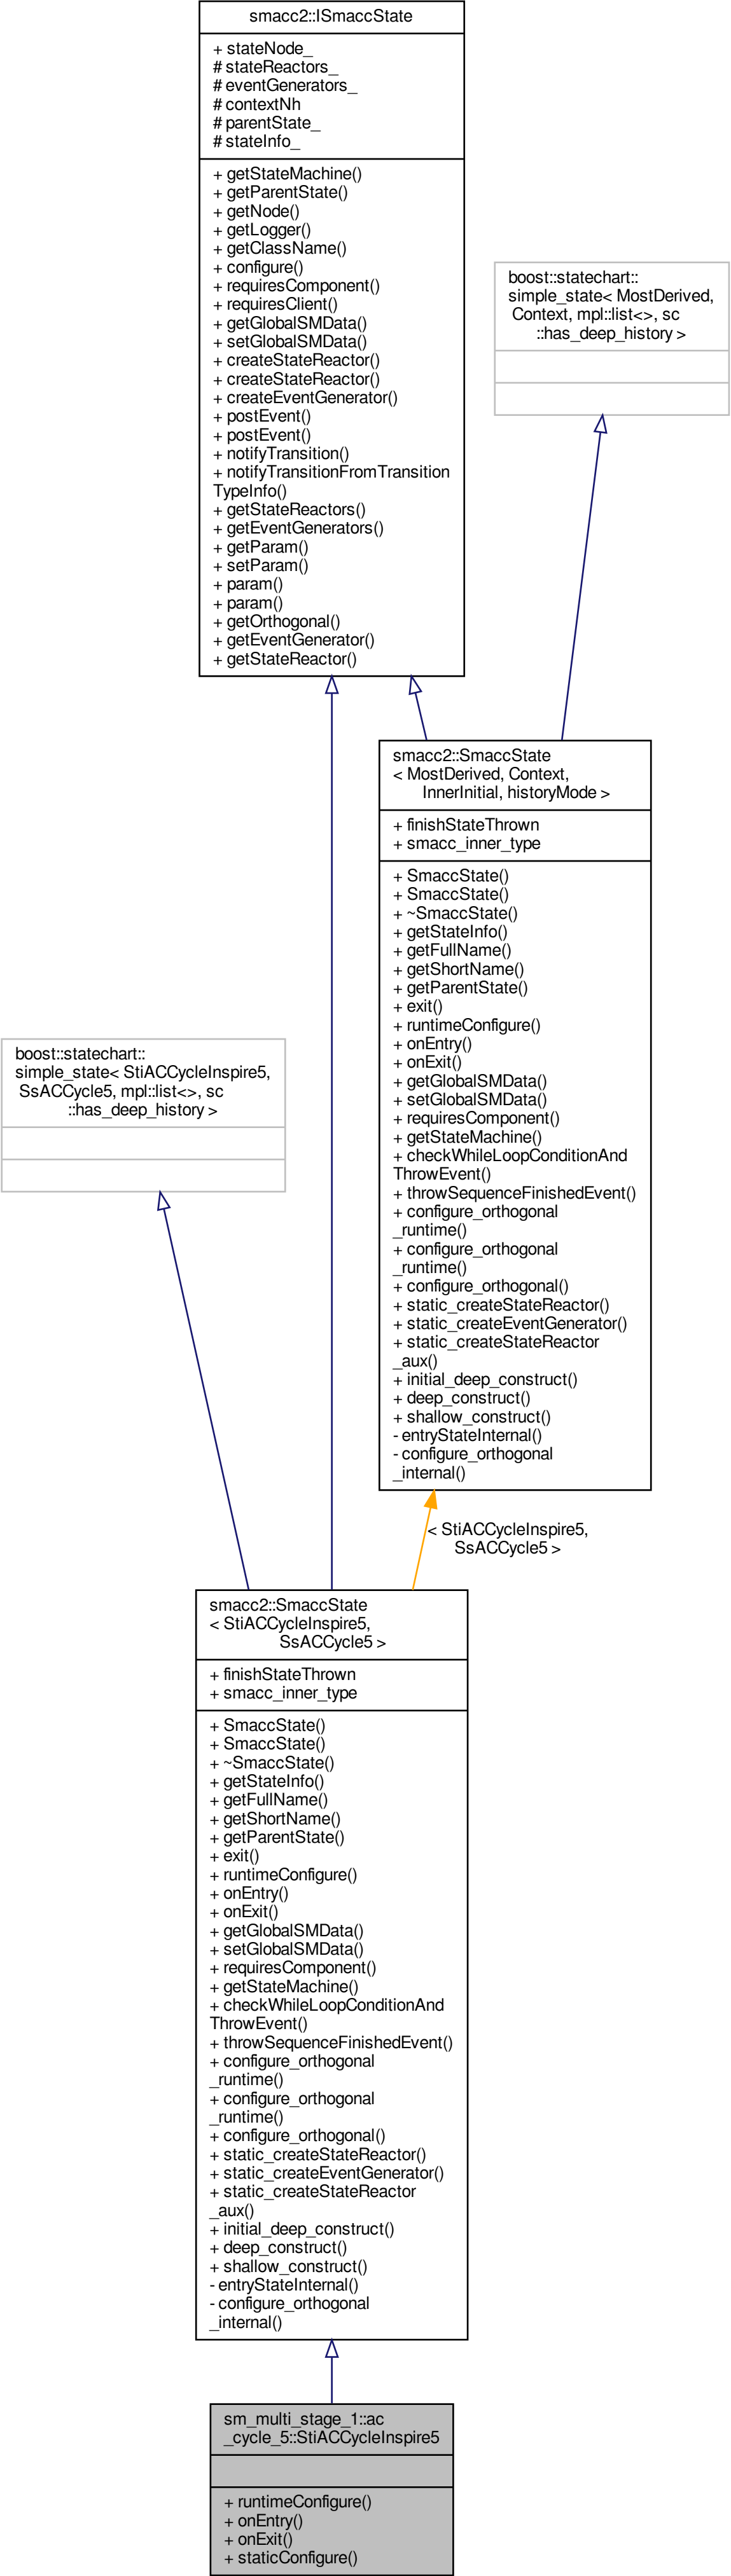 smacc2::ISmaccState
+ stateNode_
# stateReactors_
# eventGenerators_
# contextNh
# parentState_
# stateInfo_
+ getStateMachine()
+ getParentState()
+ getNode()
+ getLogger()
+ getClassName()
+ configure()
+ requiresComponent()
+ requiresClient()
+ getGlobalSMData()
+ setGlobalSMData()
+ createStateReactor()
+ createStateReactor()
+ createEventGenerator()
+ postEvent()
+ postEvent()
+ notifyTransition()
+ notifyTransitionFromTransition
TypeInfo()
+ getStateReactors()
+ getEventGenerators()
+ getParam()
+ setParam()
+ param()
+ param()
+ getOrthogonal()
+ getEventGenerator()
+ getStateReactor()
boost::statechart::
simple_state< MostDerived,
Context, mpl::list<>, sc
::has_deep_history >
smacc2::SmaccState
< MostDerived, Context,
InnerInitial, historyMode >
+ finishStateThrown
+ smacc_inner_type
+ SmaccState()
+ SmaccState()
+ ~SmaccState()
+ getStateInfo()
+ getFullName()
+ getShortName()
+ getParentState()
+ exit()
+ runtimeConfigure()
+ onEntry()
+ onExit()
+ getGlobalSMData()
+ setGlobalSMData()
+ requiresComponent()
+ getStateMachine()
+ checkWhileLoopConditionAnd
ThrowEvent()
+ throwSequenceFinishedEvent()
+ configure_orthogonal
_runtime()
+ configure_orthogonal
_runtime()
+ configure_orthogonal()
+ static_createStateReactor()
+ static_createEventGenerator()
+ static_createStateReactor
_aux()
+ initial_deep_construct()
+ deep_construct()
+ shallow_construct()
- entryStateInternal()
- configure_orthogonal
_internal()
boost::statechart::
simple_state< StiACCycleInspire5,
SsACCycle5, mpl::list<>, sc
::has_deep_history >
< StiACCycleInspire5,
SsACCycle5 >
smacc2::SmaccState
< StiACCycleInspire5,
SsACCycle5 >
+ finishStateThrown
+ smacc_inner_type
+ SmaccState()
+ SmaccState()
+ ~SmaccState()
+ getStateInfo()
+ getFullName()
+ getShortName()
+ getParentState()
+ exit()
+ runtimeConfigure()
+ onEntry()
+ onExit()
+ getGlobalSMData()
+ setGlobalSMData()
+ requiresComponent()
+ getStateMachine()
+ checkWhileLoopConditionAnd
ThrowEvent()
+ throwSequenceFinishedEvent()
+ configure_orthogonal
_runtime()
+ configure_orthogonal
_runtime()
+ configure_orthogonal()
+ static_createStateReactor()
+ static_createEventGenerator()
+ static_createStateReactor
_aux()
+ initial_deep_construct()
+ deep_construct()
+ shallow_construct()
- entryStateInternal()
- configure_orthogonal
_internal()
sm_multi_stage_1::ac
_cycle_5::StiACCycleInspire5
+ runtimeConfigure()
+ onEntry()
+ onExit()
+ staticConfigure()